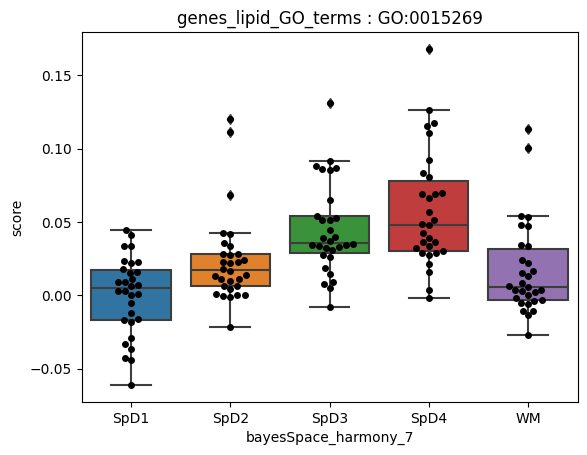 genes_lipid_GO_terms : GO:0015269
score
0.15
0.10
0.05
0.00
−0.05
SpD1 SpD2 SpD3 SpD4 WM
bayesSpace_harmony_7